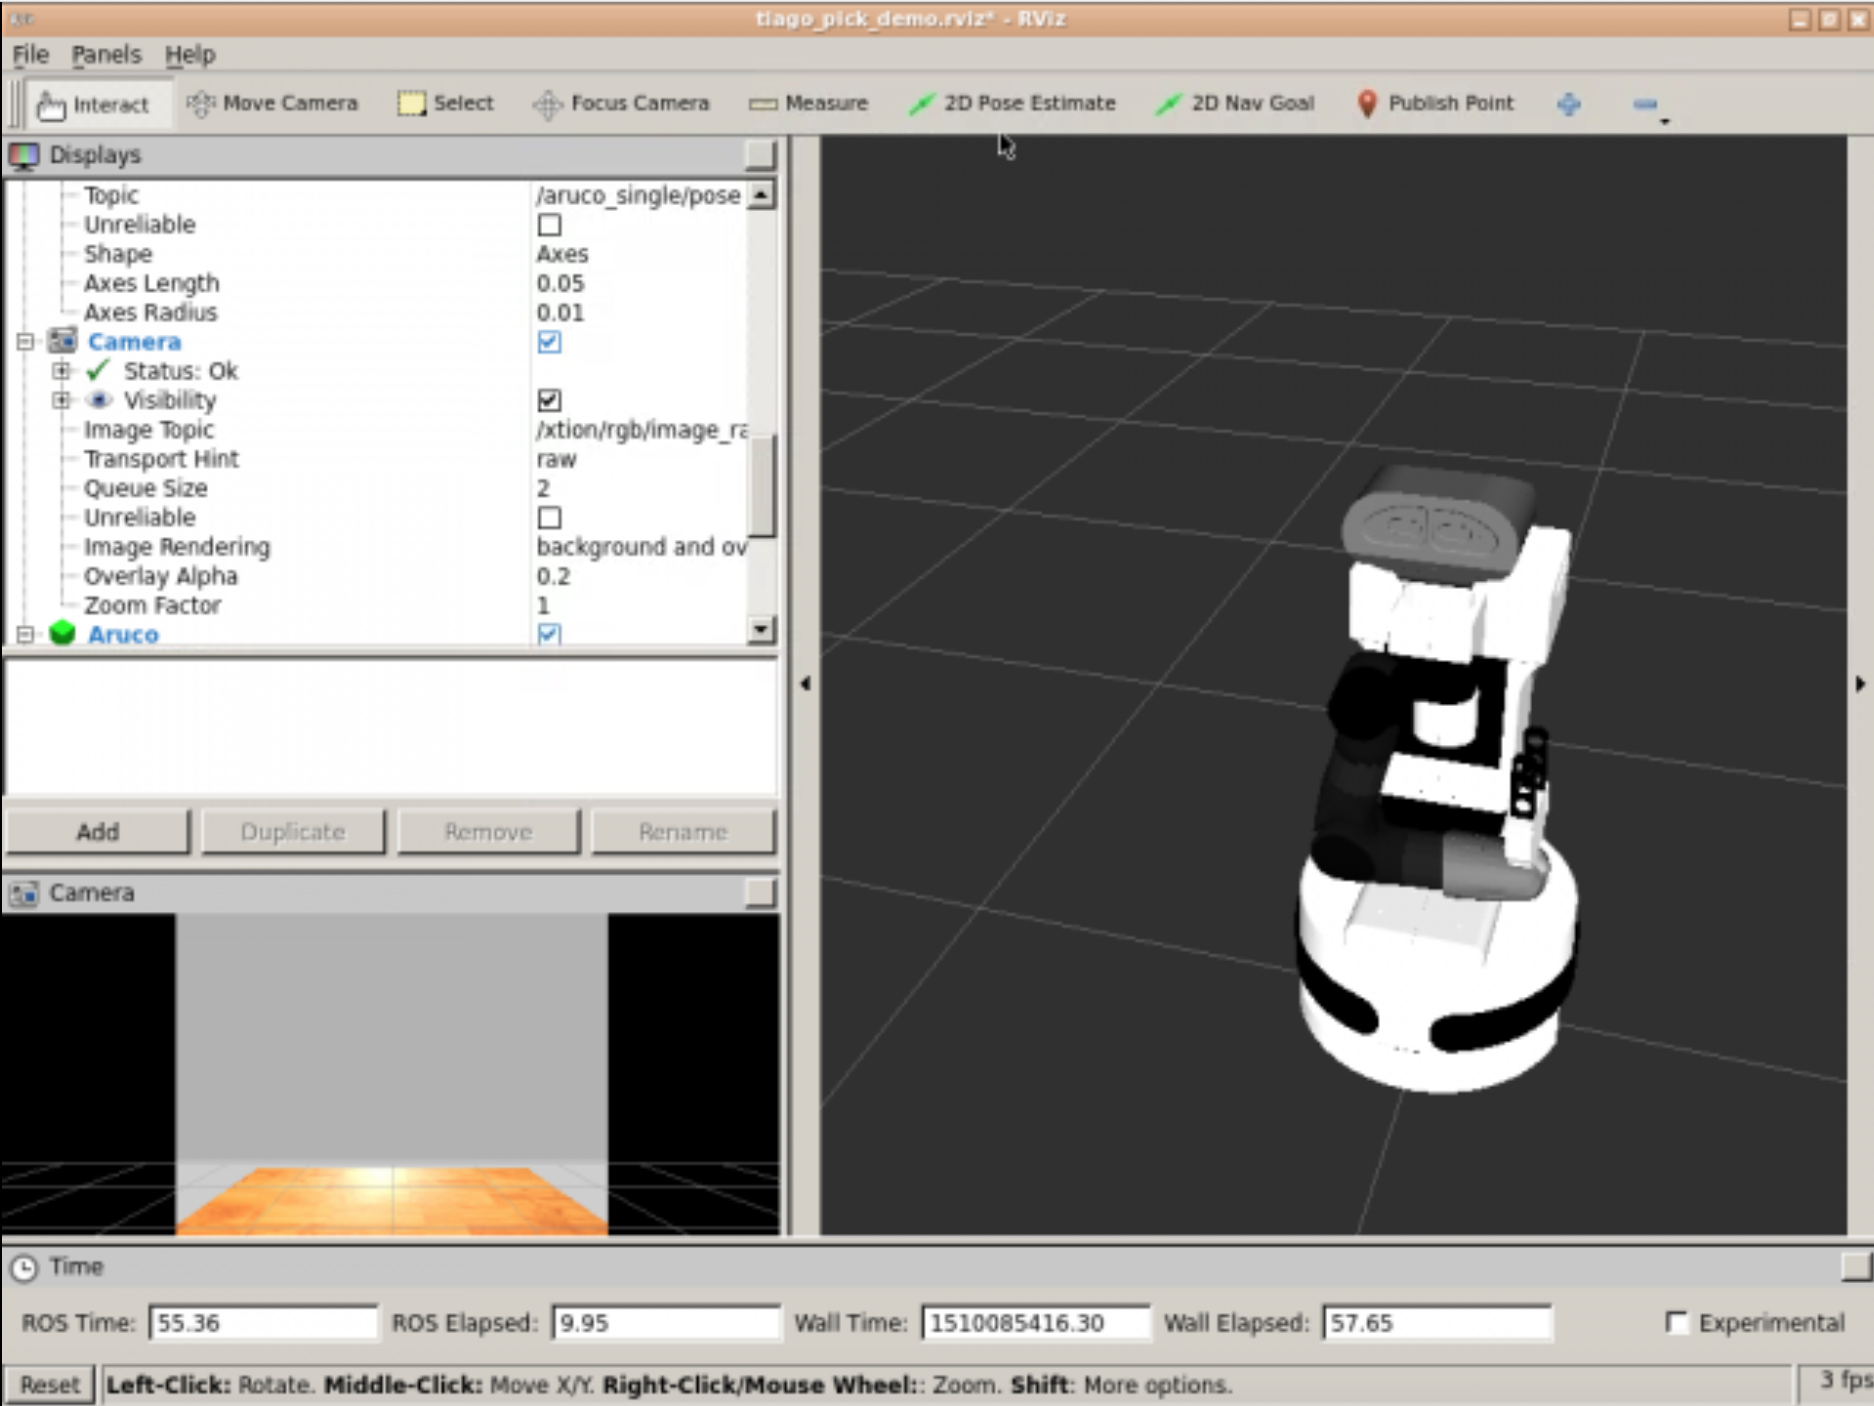 tiago_pick_demo.rviz* - RViz
File Panels Help
Interact Move Camera Select Focus Camera Measure 2D Pose Estimate 2D Nav Goal Publish Point
Displays
Topic /aruco_single/pose
Unreliable
Shape Axes
Axes Length 0.05
Axes Radius 0.01
Camera
Status: Ok
Visibility
Image Topic /xtion/rgb/image_ra
Transport Hint raw
Queue Size 2
Unreliable
Image Rendering background and ov
Overlay Alpha 0.2
Zoom Factor 1
Aruco
Add Duplicate Remove Rename
Camera
Time
ROS Time: 55.36 ROS Elapsed: 9.95 Wall Time: 1510085416.30 Wall Elapsed: 57.65 Experimental
Reset Left-Click: Rotate. Middle-Click: Move X/Y. Right-Click/Mouse Wheel:: Zoom. Shift: More options. 3 fps